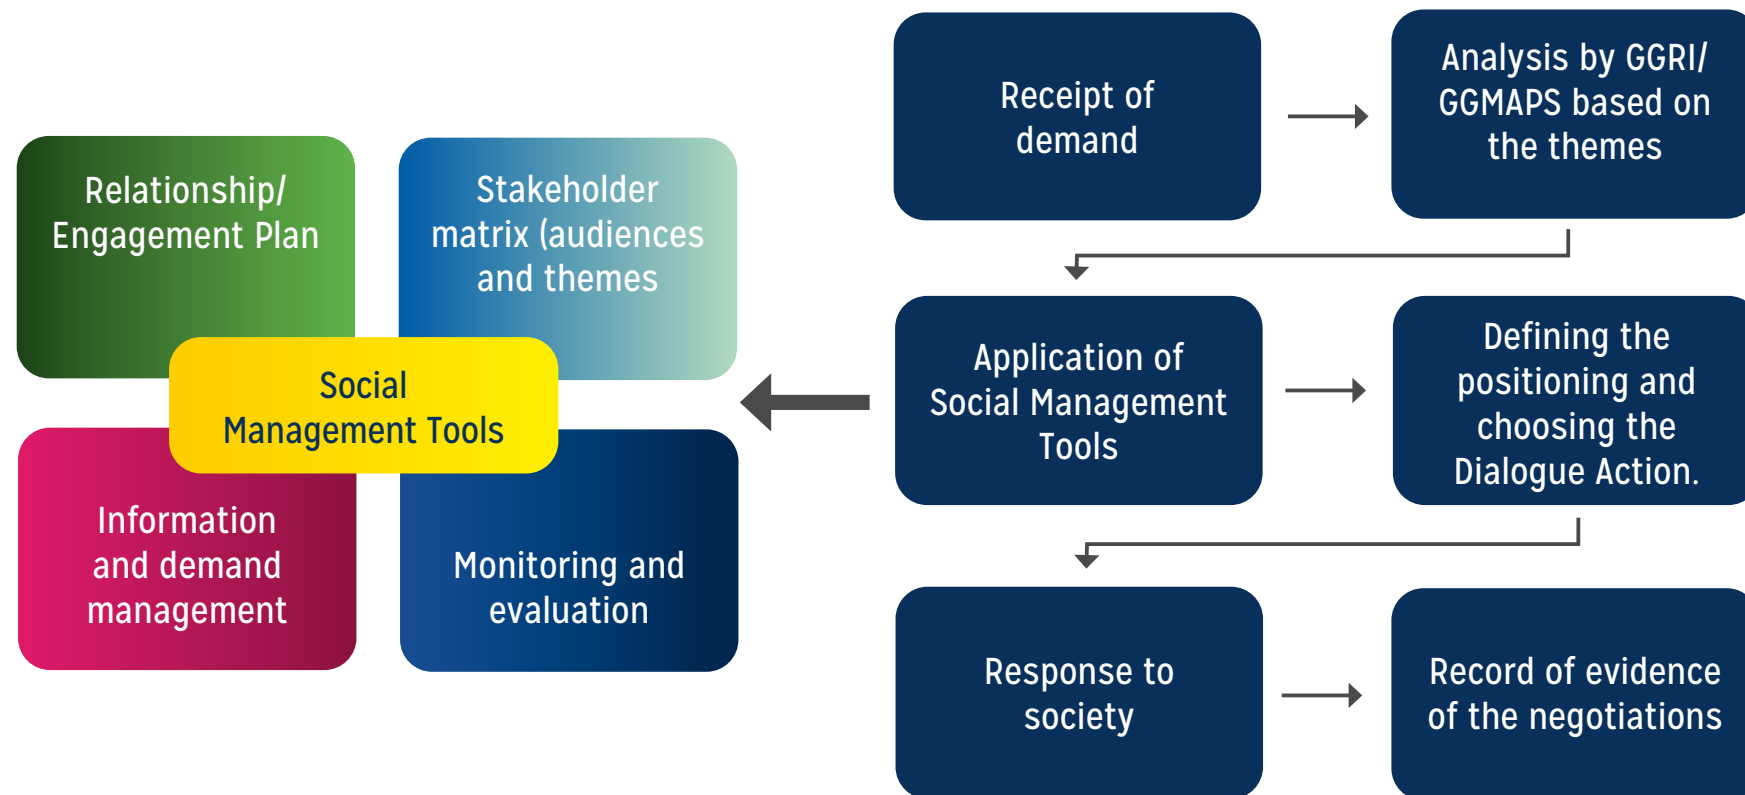 Relationship/
Engagement Plan
Stakeholder
matrix (audiences
and themes
Social
Management Tools
Information
and demand
management
Monitoring and
evaluation
Receipt of
demand
Analysis by GGRI/
GGMAPS based on
the themes
Application of
Social Management
Tools
Defining the
positioning and
choosing the
Dialogue Action.
Response to
society
Record of evidence
of the negotiations